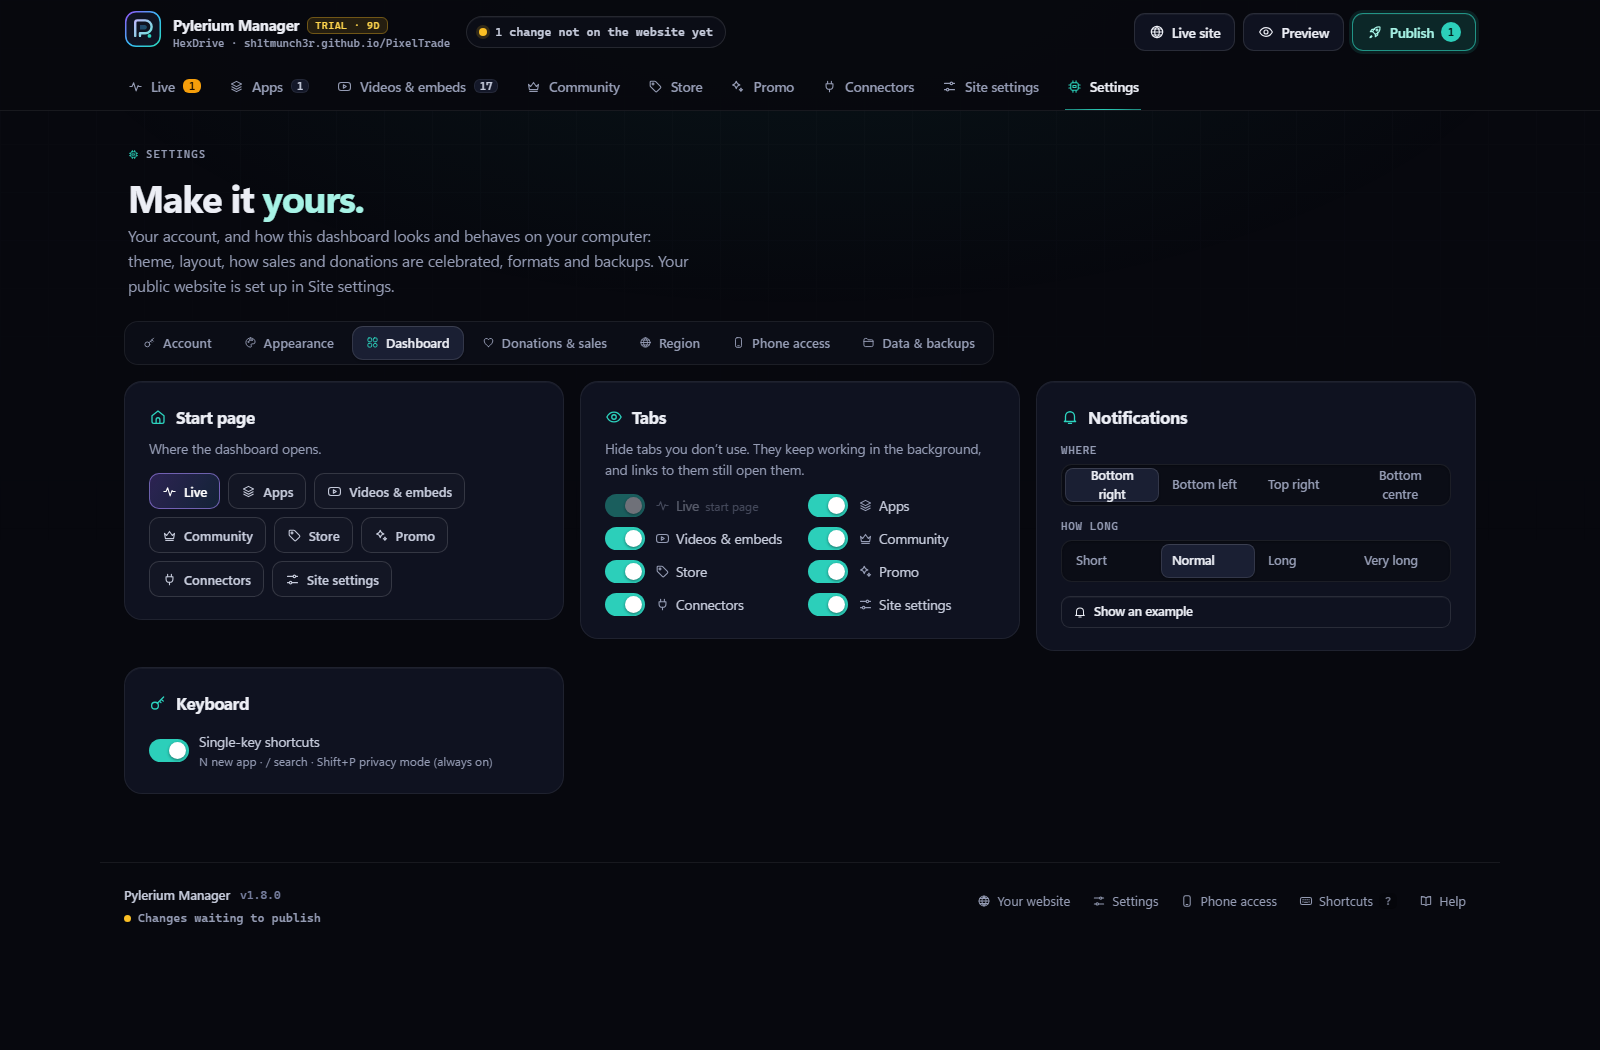 Pylerium Manager TRIAL · 9D
HexDrive · sh1tmunch3r.github.io/PixelTrade
1 change not on the website yet
Live site
Preview
Publish 1
Live 1
Apps 1
Videos & embeds 17
Community
Store
Promo
Connectors
Site settings
Settings
SETTINGS
Make it yours.
Your account, and how this dashboard looks and behaves on your computer:
theme, layout, how sales and donations are celebrated, formats and backups. Your
public website is set up in Site settings.
Account
Appearance
Dashboard
Donations & sales
Region
Phone access
Data & backups
Start page
Where the dashboard opens.
Live
Apps
Videos & embeds
Community
Store
Promo
Connectors
Site settings
Tabs
Hide tabs you don't use. They keep working in the background,
and links to them still open them.
Live start page
Apps
Videos & embeds
Community
Store
Promo
Connectors
Site settings
Notifications
WHERE
Bottom
right
Bottom left
Top right
Bottom
centre
HOW LONG
Short
Normal
Long
Very long
Show an example
Keyboard
Single-key shortcuts
N new app · / search · Shift+P privacy mode (always on)
Pylerium Manager v1.8.0
Changes waiting to publish
Your website
Settings
Phone access
Shortcuts ?
Help